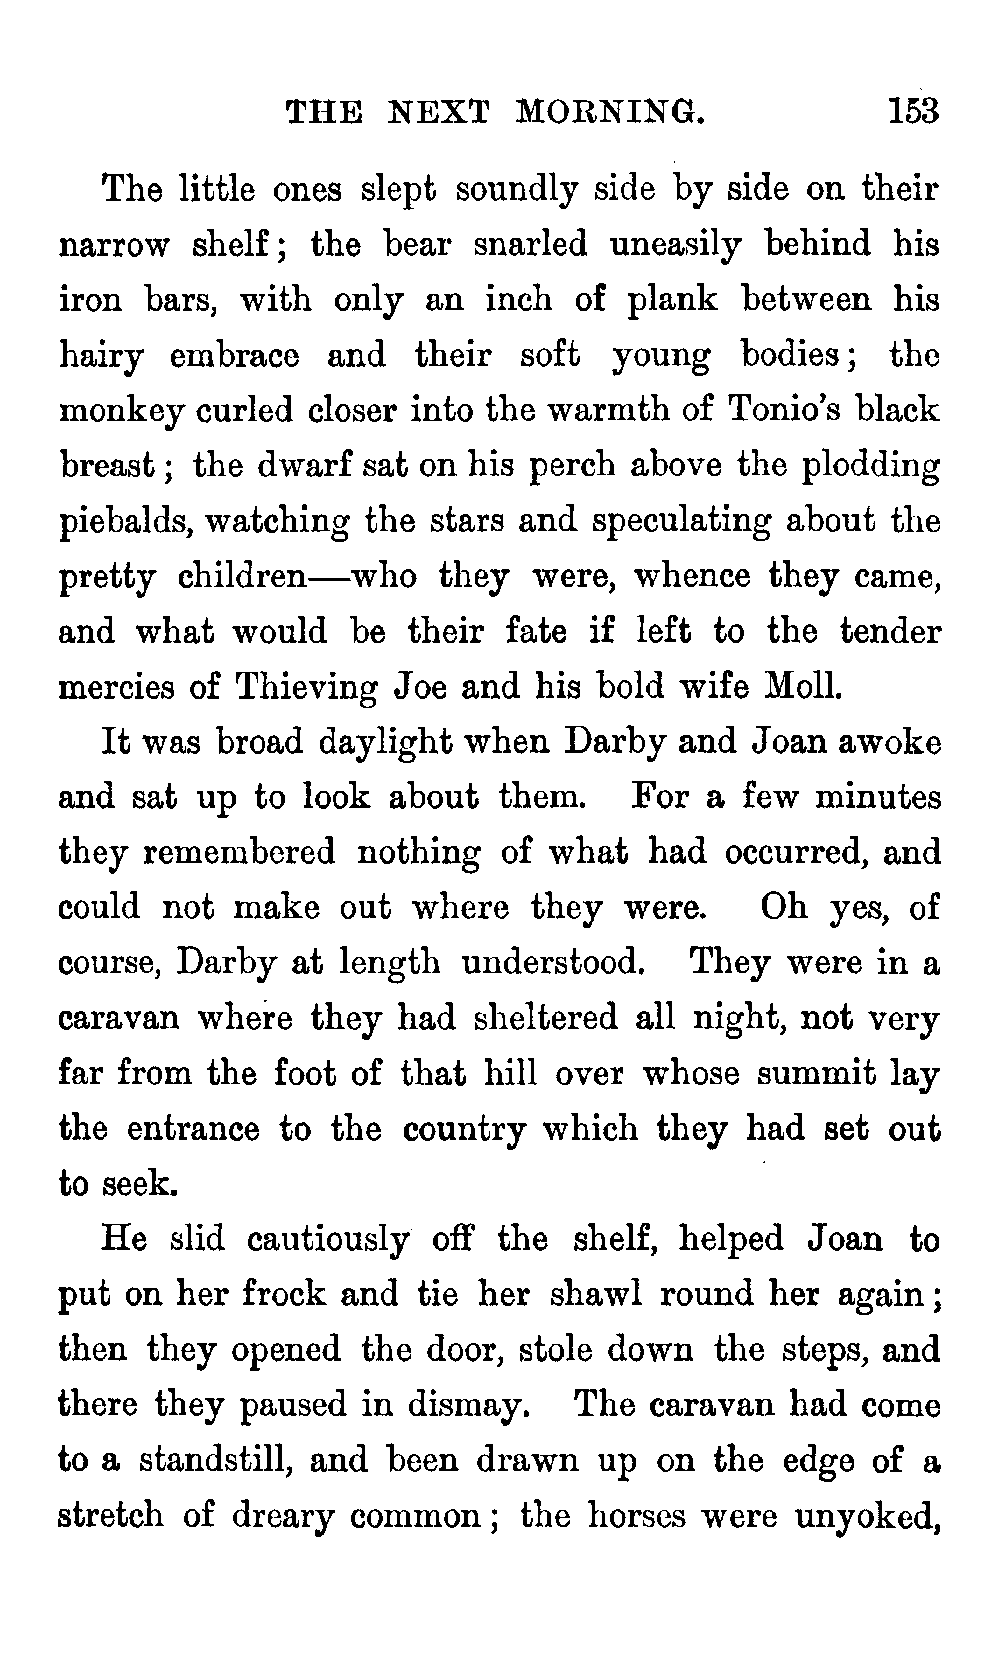 THE NEXT MORNING. 153
The little ones slept soundly side by side on their
narrow shelf; the bear snarled uneasily behind his
iron bars, with only an inch of plank between his
hairy embrace and their soft young bodies; the
monkey curled closer into the warmth of Tonio's black
breast; the dwarf sat on his perch above the plodding
piebalds, watching the stars and speculating about the
pretty children—who they were, whence they came,
and what would be their fate if left to the tender
mercies of Thieving Joe and his bold wife Moll.
It was broad daylight when Darby and Joan awoke
and sat up to look about them. For a few minutes
they remembered nothing of what had occurred, and
could not make out where they were. Oh yes, of
course, Darby at length understood. They were in a
caravan where they had sheltered all night, not very
far from the foot of that hill over whose summit lay
the entrance to the country which they had set out
to seek.
He slid cautiously off the shelf, helped Joan to
put on her frock and tie her shawl round her again;
then they opened the door, stole down the steps, and
there they paused in dismay. The caravan had come
to a standstill, and been drawn up on the edge of a
stretch of dreary common; the horses were unyoked,